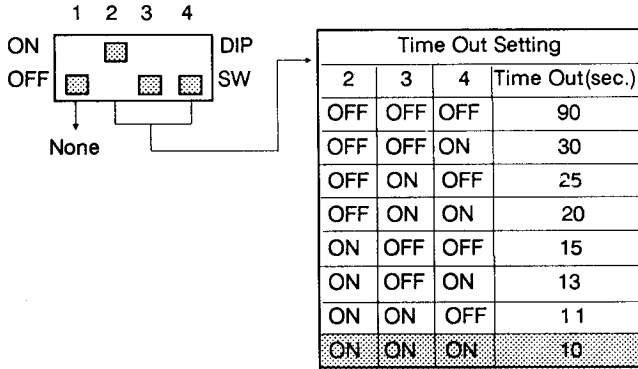 1 2 3 4
ON DIP
OFF SW
None
Time Out Setting
2 3 4 Time Out(sec.)
OFF OFF OFF 90
OFF OFF ON 30
OFF ON OFF 25
OFF ON ON 20
ON OFF OFF 15
ON OFF ON 13
ON ON OFF 11
ON ON ON 10